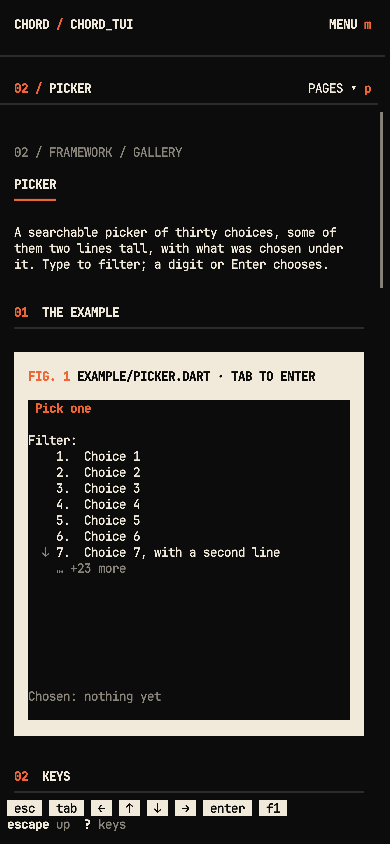 CHORD / CHORD_TUI MENU m
02 / PICKER PAGES ▾ p
02 / FRAMEWORK / GALLERY
PICKER
A searchable picker of thirty choices, some of
them two lines tall, with what was chosen under
it. Type to filter; a digit or Enter chooses.
01 THE EXAMPLE
FIG. 1 EXAMPLE/PICKER.DART · TAB TO ENTER
Pick one
Filter:
1. Choice 1
2. Choice 2
3. Choice 3
4. Choice 4
5. Choice 5
6. Choice 6
↓ 7. Choice 7, with a second line
… +23 more
Chosen: nothing yet
02 KEYS
esc tab ← ↑ ↓ → enter f1
escape up ? keys